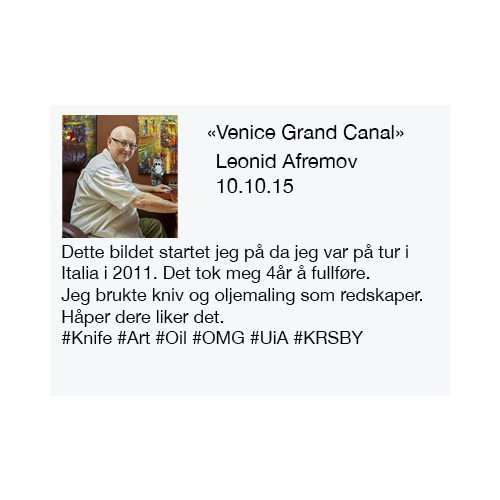 «Venice Grand Canal»
Leonid Afremov
10.10.15
Dette bildet startet jeg på da jeg var på tur i
Italia i 2011. Det tok meg 4år å fullføre.
Jeg brukte kniv og oljemaling som redskaper.
Håper dere liker det.
#Knife #Art #Oil #OMG #UiA #KRSBY